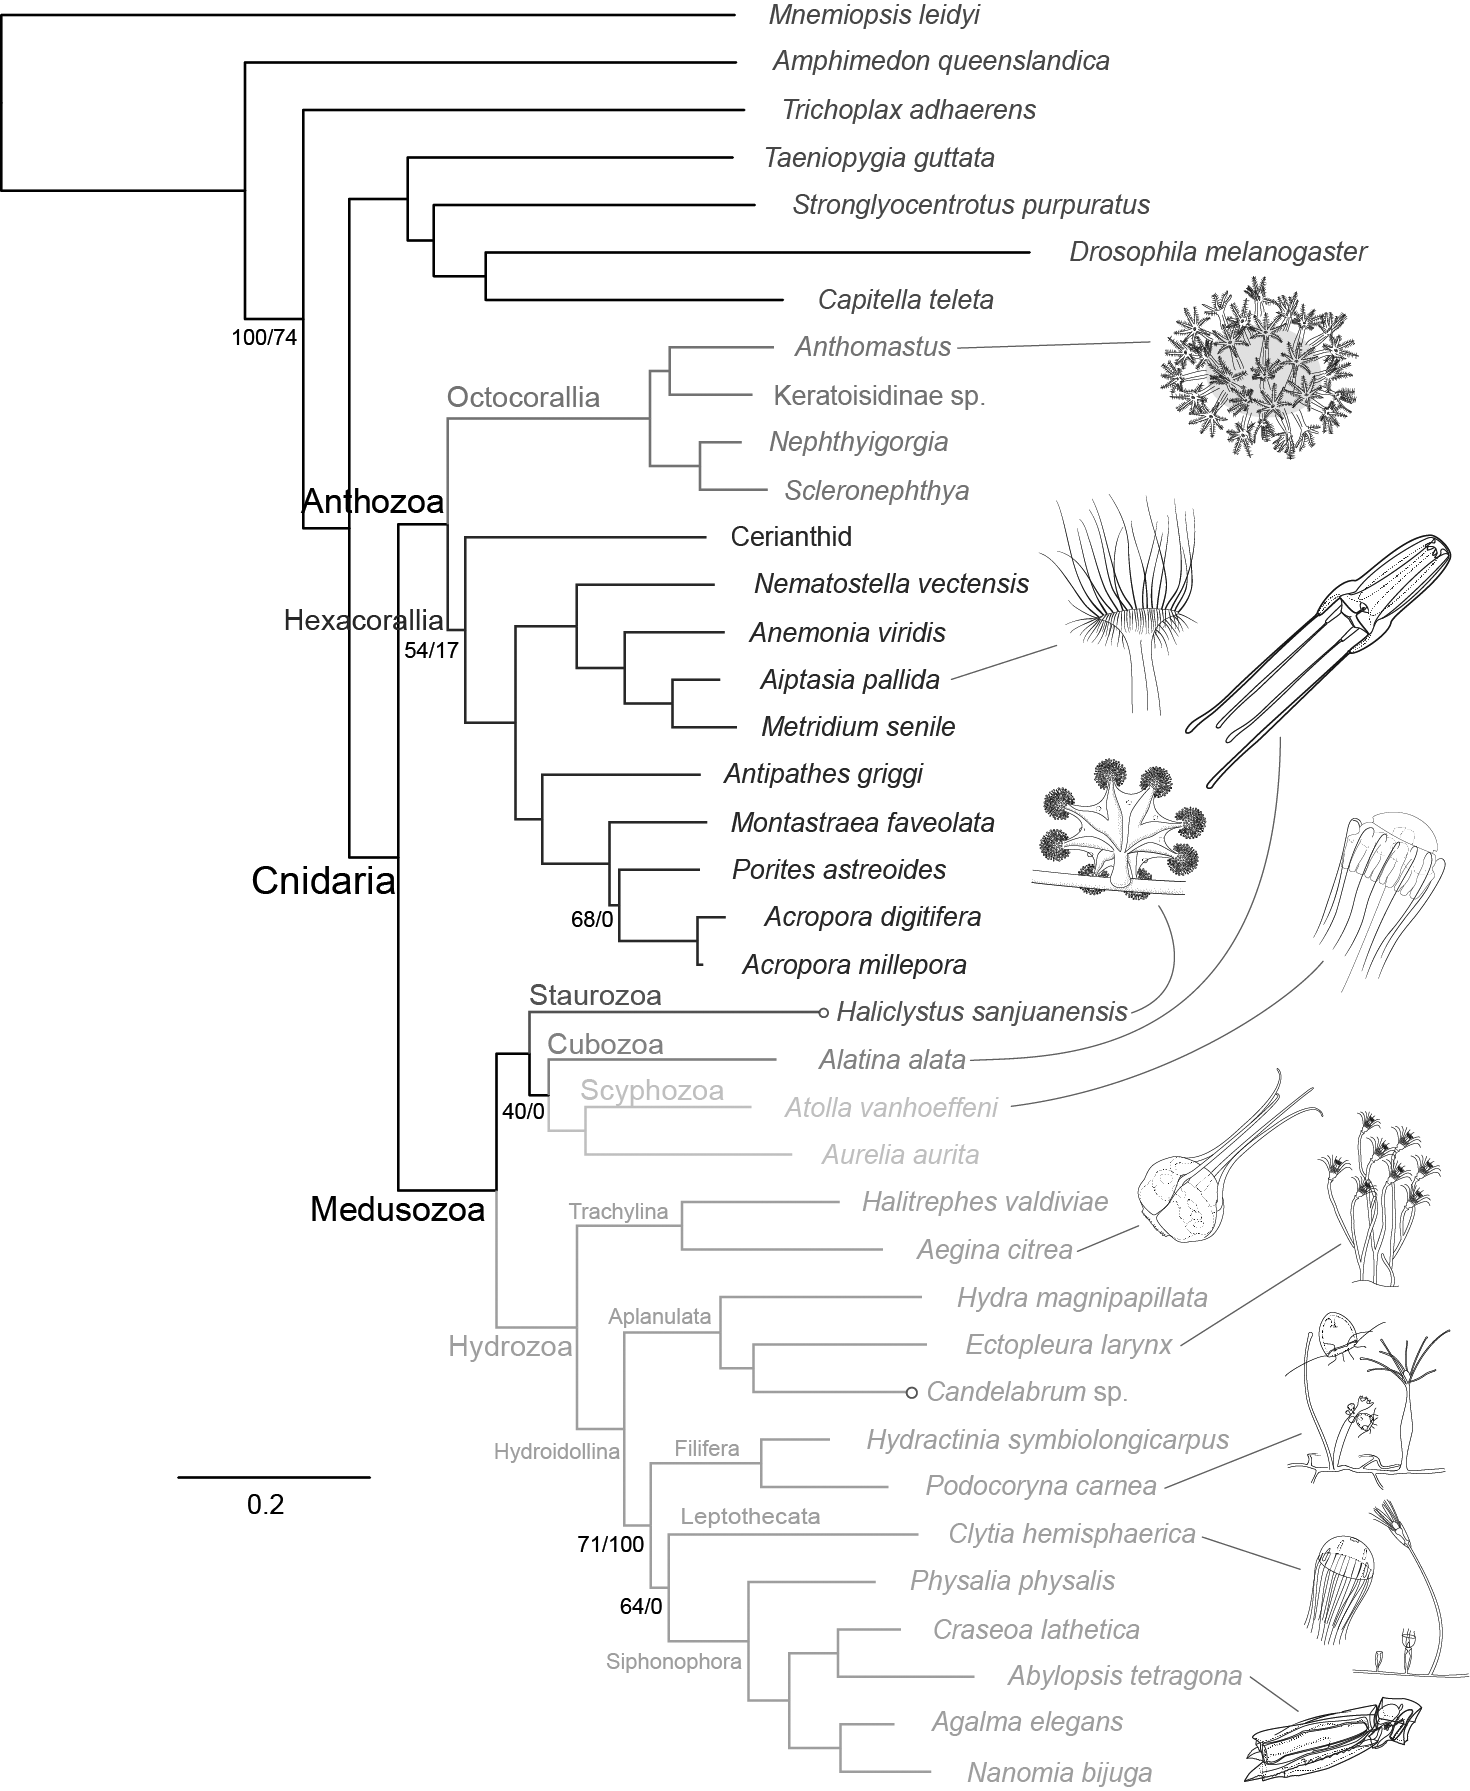 Mnemiopsis leidyi
Amphimedon queenslandica
Trichoplax adhaerens
Taeniopygia guttata
Stronglyocentrotus purpuratus
Drosophila melanogaster
Capitella teleta
100/74
Anthomastus
Octocorallia
Keratoisidinae sp.
Nephthyigorgia
Scleronephthya
Anthozoa
Cerianthid
Nematostella vectensis
Hexacorallia
Anemonia viridis
54/17
Aiptasia pallida
Metridium senile
Antipathes griggi
Montastraea faveolata
Porites astreoides
Cnidaria
68/0
Acropora digitifera
Acropora millepora
Staurozoa
Haliclystus sanjuanensis
Cubozoa
Alatina alata
Scyphozoa
Atolla vanhoeffeni
40/0
Aurelia aurita
Medusozoa
Trachylina
Halitrephes valdiviae
Aegina citrea
Hydra magnipapillata
Aplanulata
Hydrozoa
Ectopleura larynx
Candelabrum sp.
Hydroidollina
Filifera
Hydractinia symbiolongicarpus
Podocoryna carnea
0.2
Leptothecata
Clytia hemisphaerica
71/100
Physalia physalis
64/0
Craseoa lathetica
Siphonophora
Abylopsis tetragona
Agalma elegans
Nanomia bijuga